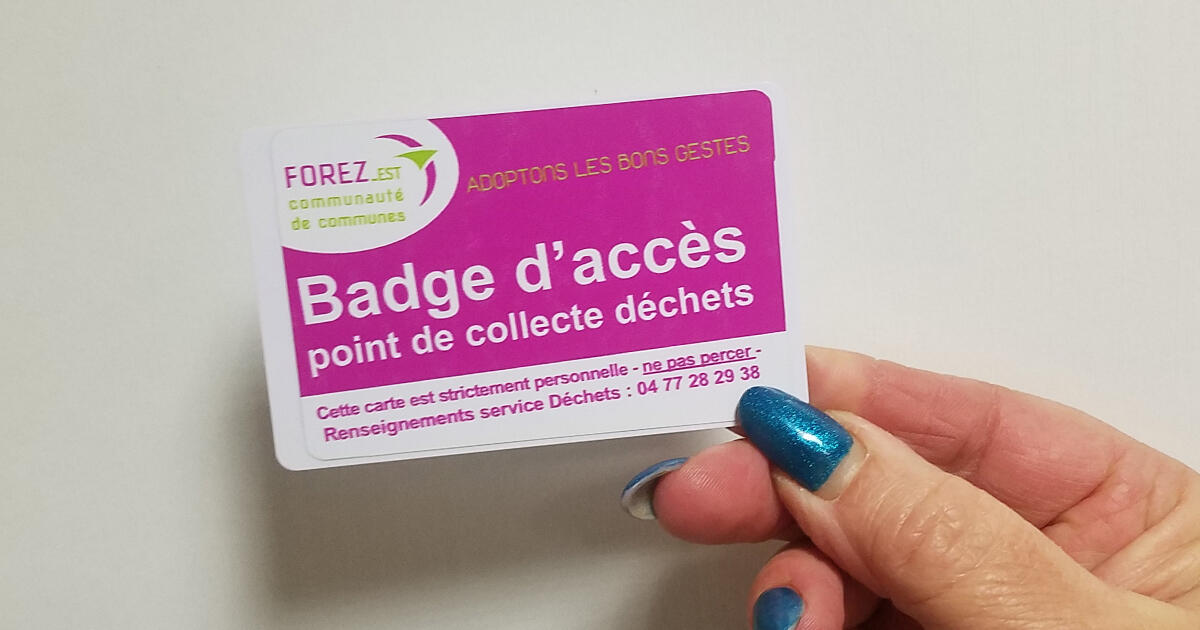 FOREZ-EST
communauté
de communes
ADOPTONS LES BONS GESTES
Badge d'accès
point de collecte déchets
Cette carte est strictement personnelle - ne pas percer -
Renseignements service Déchets : 04 77 28 29 38